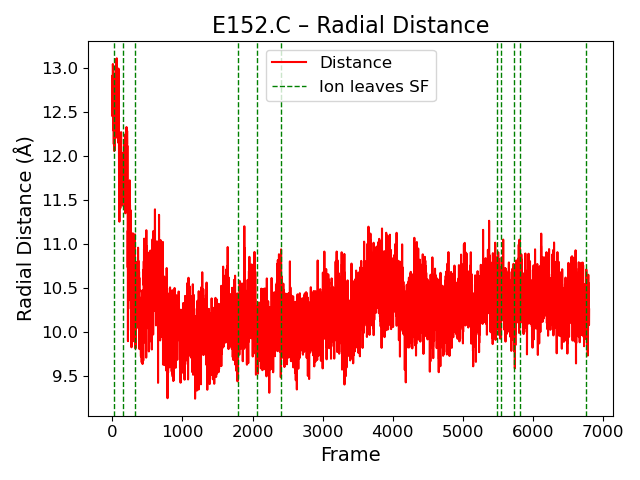 E152.C – Radial Distance
Distance
Ion leaves SF
Radial Distance (Å)
13.0
12.5
12.0
11.5
11.0
10.5
10.0
9.5
0 1000 2000 3000 4000 5000 6000 7000
Frame